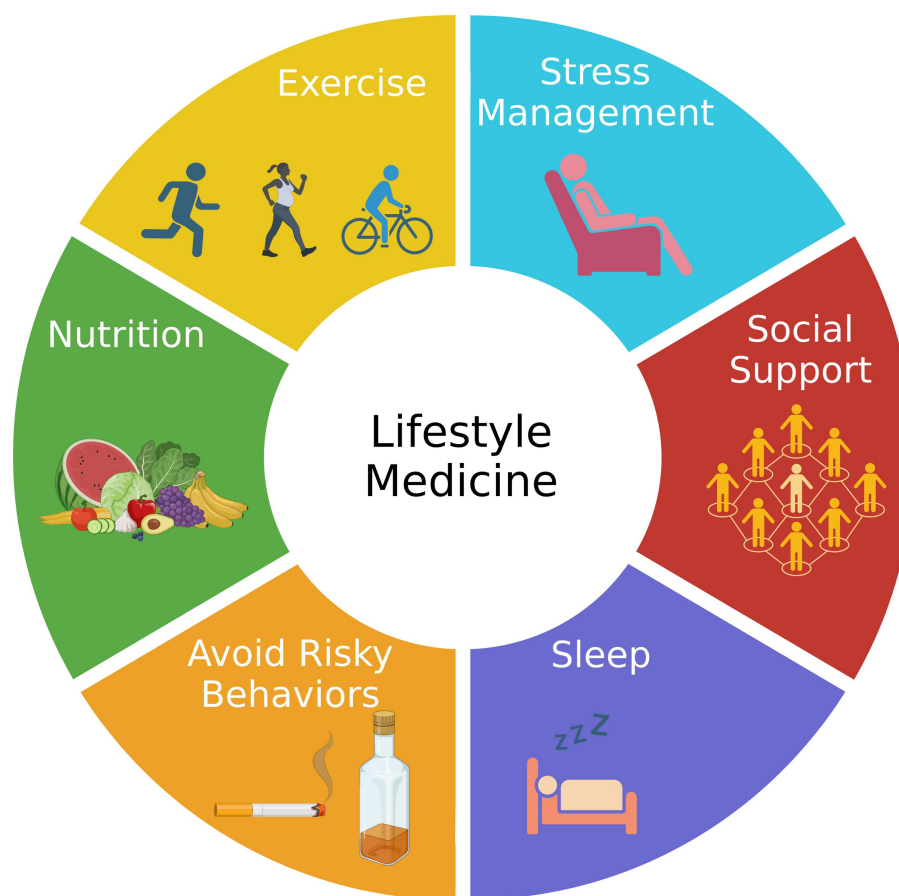 Exercise
Stress
Management
Nutrition
Social
Support
Lifestyle
Medicine
Avoid Risky
Behaviors
Sleep
z z z